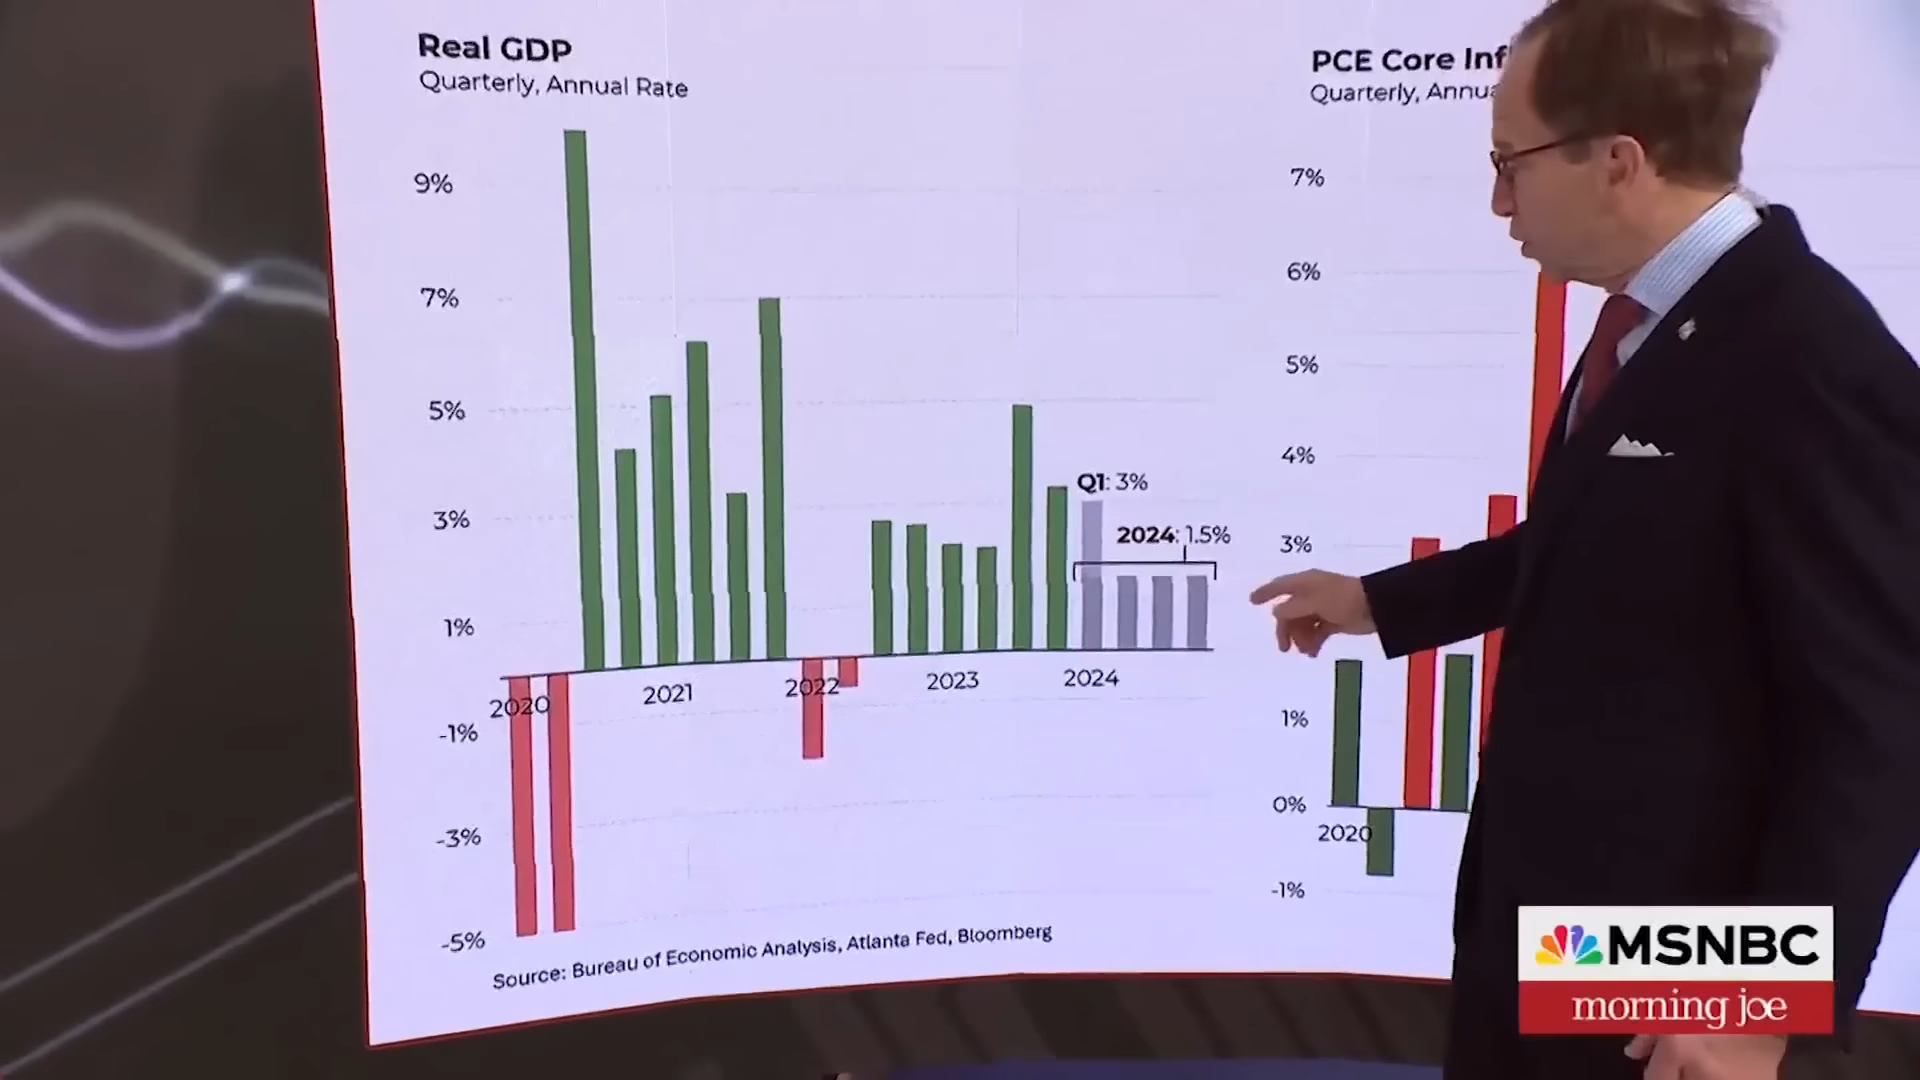 Real GDP
Quarterly, Annual Rate
9%
7%
5%
3%
1%
-1%
-3%
-5%
Q1: 3%
2024: 1.5%
2020
2021
2022
2023
2024
Source: Bureau of Economic Analysis, Atlanta Fed, Bloomberg
PCE Core Inf
Quarterly, Annua
7%
6%
5%
4%
3%
1%
0%
-1%
2020
MSNBC
morning joe